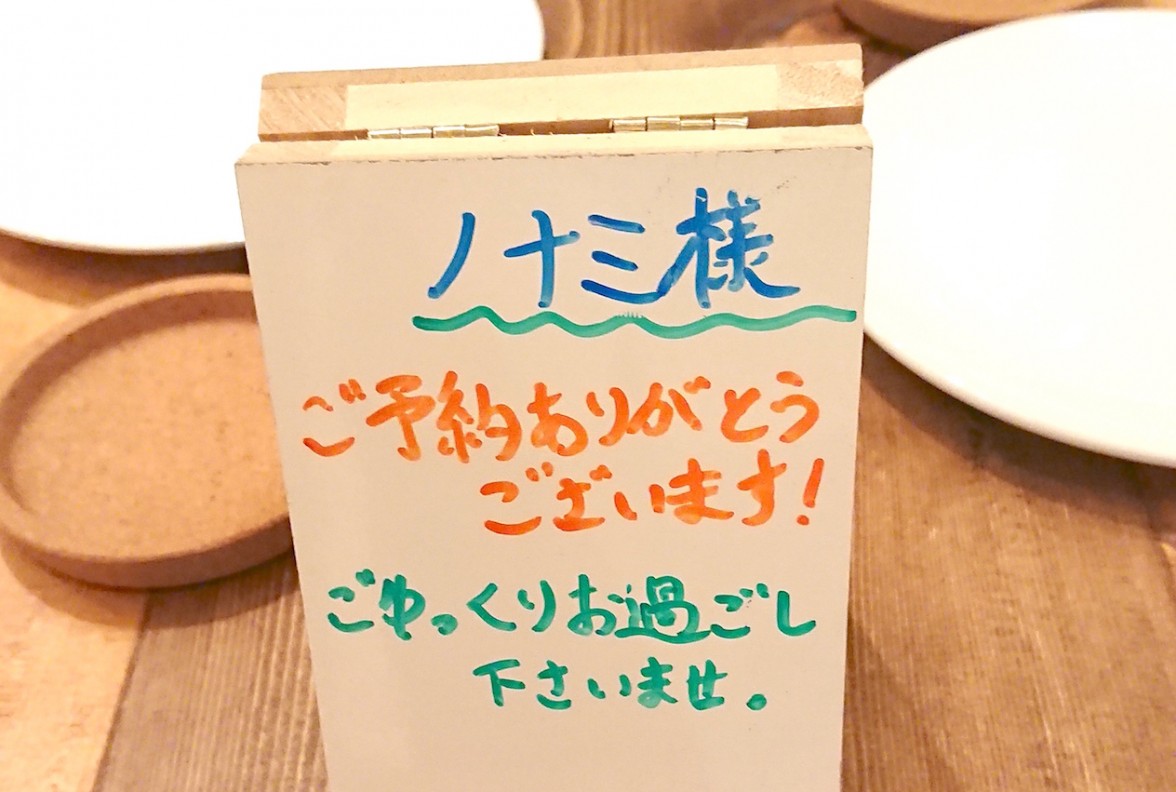 ノナミ様
ご予約ありがとう
ございます!
ごゆっくりお過ごし
下さいませ。